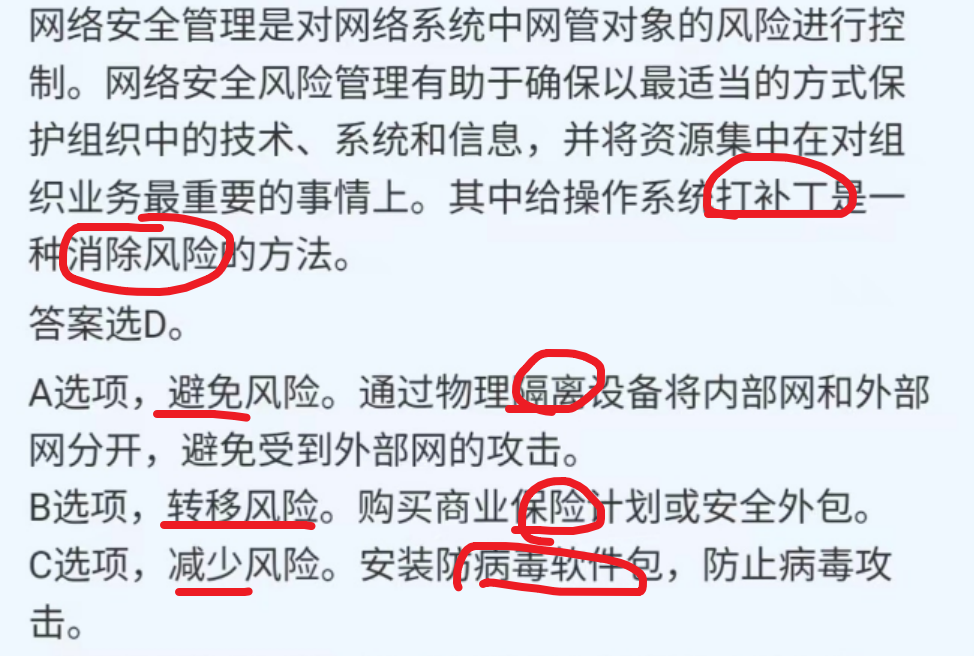 网络安全管理是对网络系统中网管对象的风险进行控
制。网络安全风险管理有助于确保以最适当的方式保
护组织中的技术、系统和信息，并将资源集中在对组
织业务最重要的事情上。其中给操作系统打补丁是一
种消除风险的方法。
答案选D。
A选项，避免风险。通过物理隔离设备将内部网和外部
网分开，避免受到外部网的攻击。
B选项，转移风险。购买商业保险计划或安全外包。
C选项，减少风险。安装防病毒软件包，防止病毒攻
击。